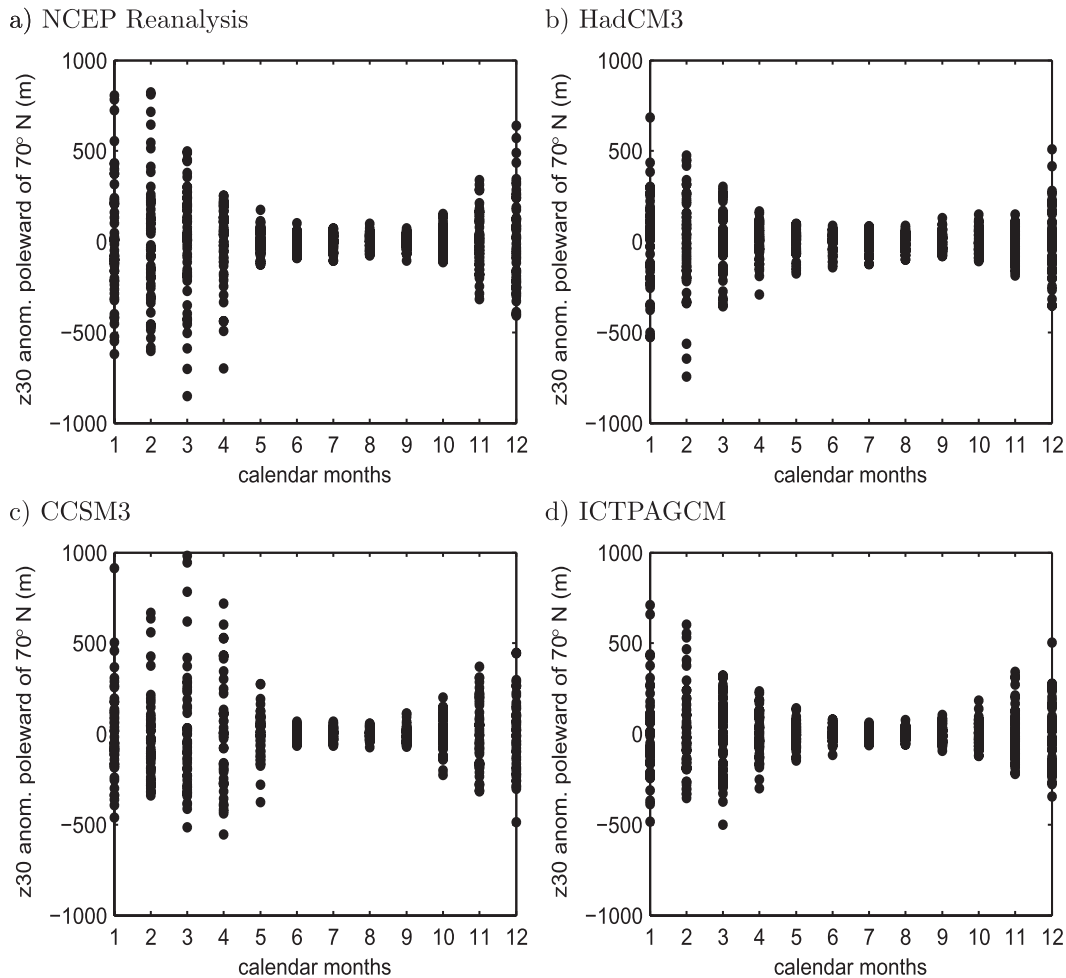 a) NCEP Reanalysis
z30 anom. poleward of 70° N (m)
1000
500
0
−500
−1000
1 2 3 4 5 6 7 8 9 10 11 12
calendar months
b) HadCM3
z30 anom. poleward of 70° N (m)
1000
500
0
−500
−1000
1 2 3 4 5 6 7 8 9 10 11 12
calendar months
c) CCSM3
z30 anom. poleward of 70° N (m)
1000
500
0
−500
−1000
1 2 3 4 5 6 7 8 9 10 11 12
calendar months
d) ICTPAGCM
z30 anom. poleward of 70° N (m)
1000
500
0
−500
−1000
1 2 3 4 5 6 7 8 9 10 11 12
calendar months